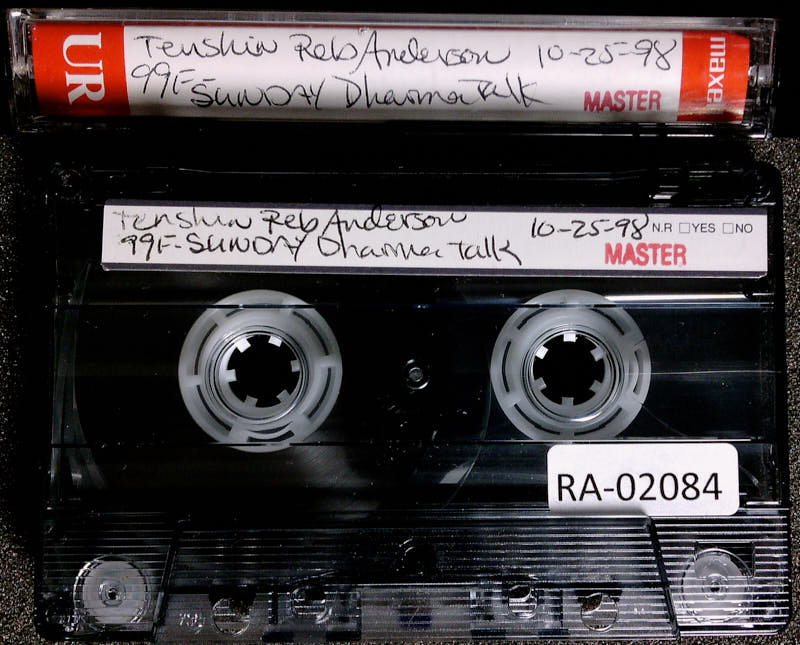 UR
Tenshin Reb Anderson 10-25-98
99F-SUNDAY Dharma Talk MASTER
maxe
Tenshin Reb Anderson 10-25-98 N.R □YES □NO
99F-SUNDAY Dharma Talk MASTER
RA-02084